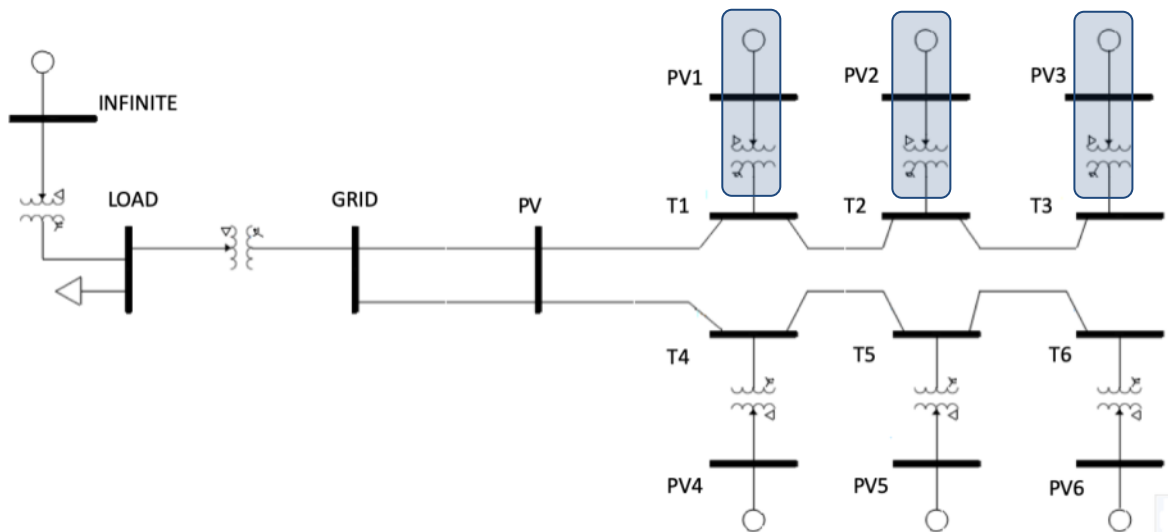 PV1
PV2
PV3
INFINITE
LOAD
GRID
PV
T1
T2
T3
T4
T5
T6
PV4
PV5
PV6